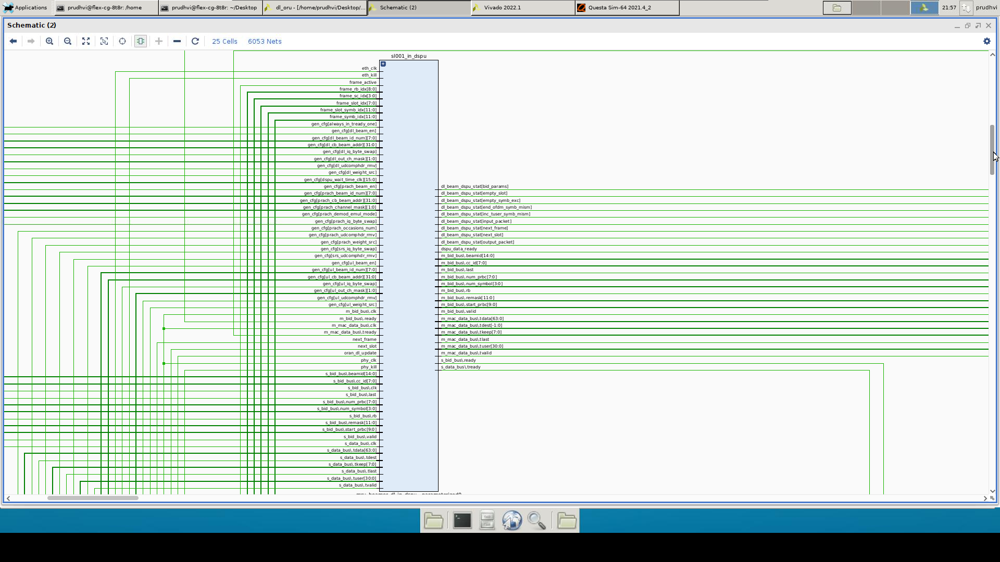 Applications
prudhvi@flex-cg-8t8r: /home
prudhvi@flex-cg-8t8r: ~/Desktop
dl_oru - [/home/prudhvi/Desktop/...
Schematic (2)
Vivado 2022.1
Questa Sim-64 2021.4_2
21:57
prudhvi
Schematic (2)
25 Cells
6053 Nets
sl001_in_dspu
eth_clk
eth_kill
frame_active
frame_rb_idx[8:0]
frame_sc_idx[3:0]
frame_slot_idx[7:0]
frame_slot_symb_idx[11:0]
frame_symb_idx[11:0]
gen_cfg[always_in_tready_one]
gen_cfg[dl_beam_en]
gen_cfg[dl_beam_id_num][7:0]
gen_cfg[dl_cb_beam_addr][31:0]
gen_cfg[dl_iq_byte_swap]
gen_cfg[dl_out_ch_mask][1:0]
gen_cfg[dl_udcomphdr_rmv]
gen_cfg[dl_weight_src]
gen_cfg[dspu_wait_time_clk][15:0]
gen_cfg[prach_beam_en]
gen_cfg[prach_beam_id_num][7:0]
gen_cfg[prach_cb_beam_addr][31:0]
gen_cfg[prach_channel_mask][1:0]
gen_cfg[prach_demod_emul_mode]
gen_cfg[prach_iq_byte_swap]
gen_cfg[prach_occasions_num]
gen_cfg[prach_udcomphdr_rmv]
gen_cfg[prach_weight_src]
gen_cfg[srs_iq_byte_swap]
gen_cfg[srs_udcomphdr_rmv]
gen_cfg[ul_beam_en]
gen_cfg[ul_beam_id_num][7:0]
gen_cfg[ul_cb_beam_addr][31:0]
gen_cfg[ul_iq_byte_swap]
gen_cfg[ul_out_ch_mask][1:0]
gen_cfg[ul_udcomphdr_rmv]
gen_cfg[ul_weight_src]
m_bid_bus\.clk
m_bid_bus\.ready
m_mac_data_bus\.clk
m_mac_data_bus\.tready
next_frame
next_slot
oran_dl_update
phy_clk
phy_kill
s_bid_bus\.beamid[14:0]
s_bid_bus\.cc_id[7:0]
s_bid_bus\.clk
s_bid_bus\.last
s_bid_bus\.num_prbc[7:0]
s_bid_bus\.num_symbol[3:0]
s_bid_bus\.rb
s_bid_bus\.remask[11:0]
s_bid_bus\.start_prbc[9:0]
s_bid_bus\.valid
s_data_bus\.clk
s_data_bus\.tdata[63:0]
s_data_bus\.tdest
s_data_bus\.tkeep[7:0]
s_data_bus\.tlast
s_data_bus\.tuser[30:0]
s_data_bus\.tvalid
dl_beam_dspu_stat[bid_params]
dl_beam_dspu_stat[empty_slot]
dl_beam_dspu_stat[empty_symb_exc]
dl_beam_dspu_stat[end_ofdm_symb_mism]
dl_beam_dspu_stat[inc_tuser_symb_mism]
dl_beam_dspu_stat[input_packet]
dl_beam_dspu_stat[next_frame]
dl_beam_dspu_stat[next_slot]
dl_beam_dspu_stat[output_packet]
dspu_data_ready
m_bid_bus\.beamid[14:0]
m_bid_bus\.cc_id[7:0]
m_bid_bus\.last
m_bid_bus\.num_prbc[7:0]
m_bid_bus\.num_symbol[3:0]
m_bid_bus\.rb
m_bid_bus\.remask[11:0]
m_bid_bus\.start_prbc[9:0]
m_bid_bus\.valid
m_mac_data_bus\.tdata[63:0]
m_mac_data_bus\.tdest[-1:0]
m_mac_data_bus\.tkeep[7:0]
m_mac_data_bus\.tlast
m_mac_data_bus\.tuser[30:0]
m_mac_data_bus\.tvalid
s_bid_bus\.ready
s_data_bus\.tready